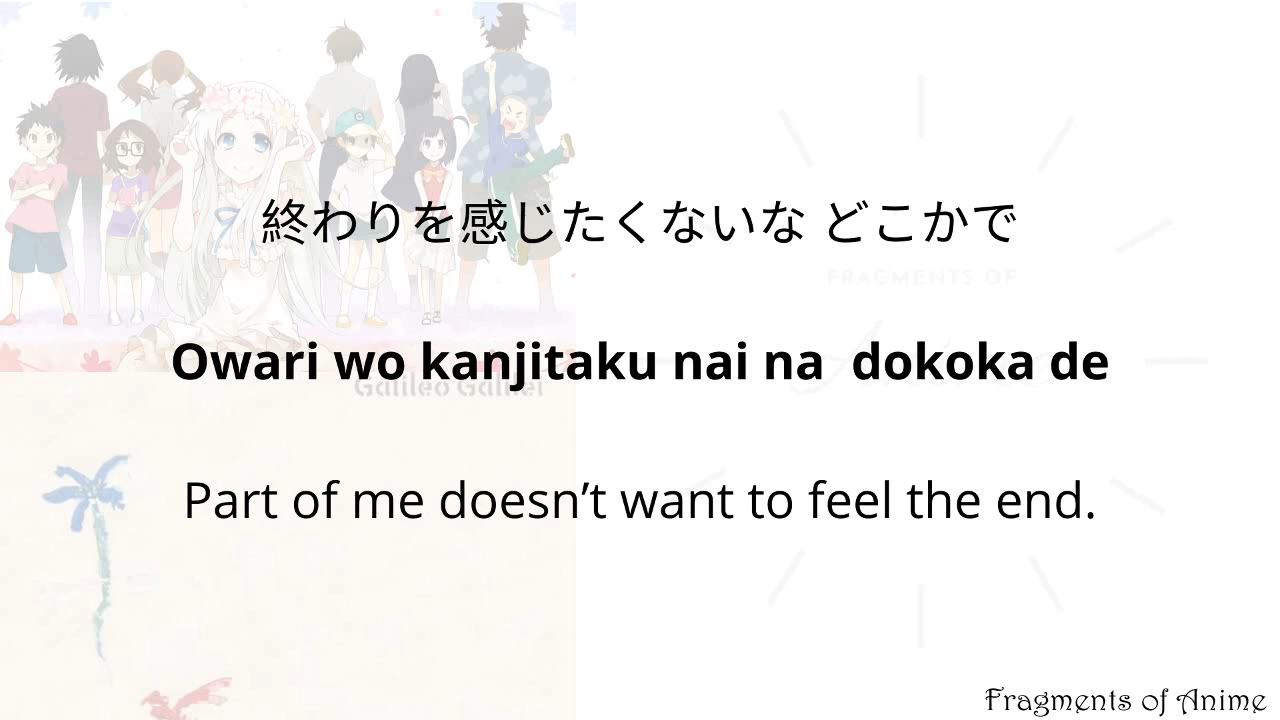 終わりを感じたくないな どこかで
FRAGMENTS OF
Owari wo kanjitaku nai na dokoka de
Galileo Galilei
Part of me doesn’t want to feel the end.
Fragments of Anime